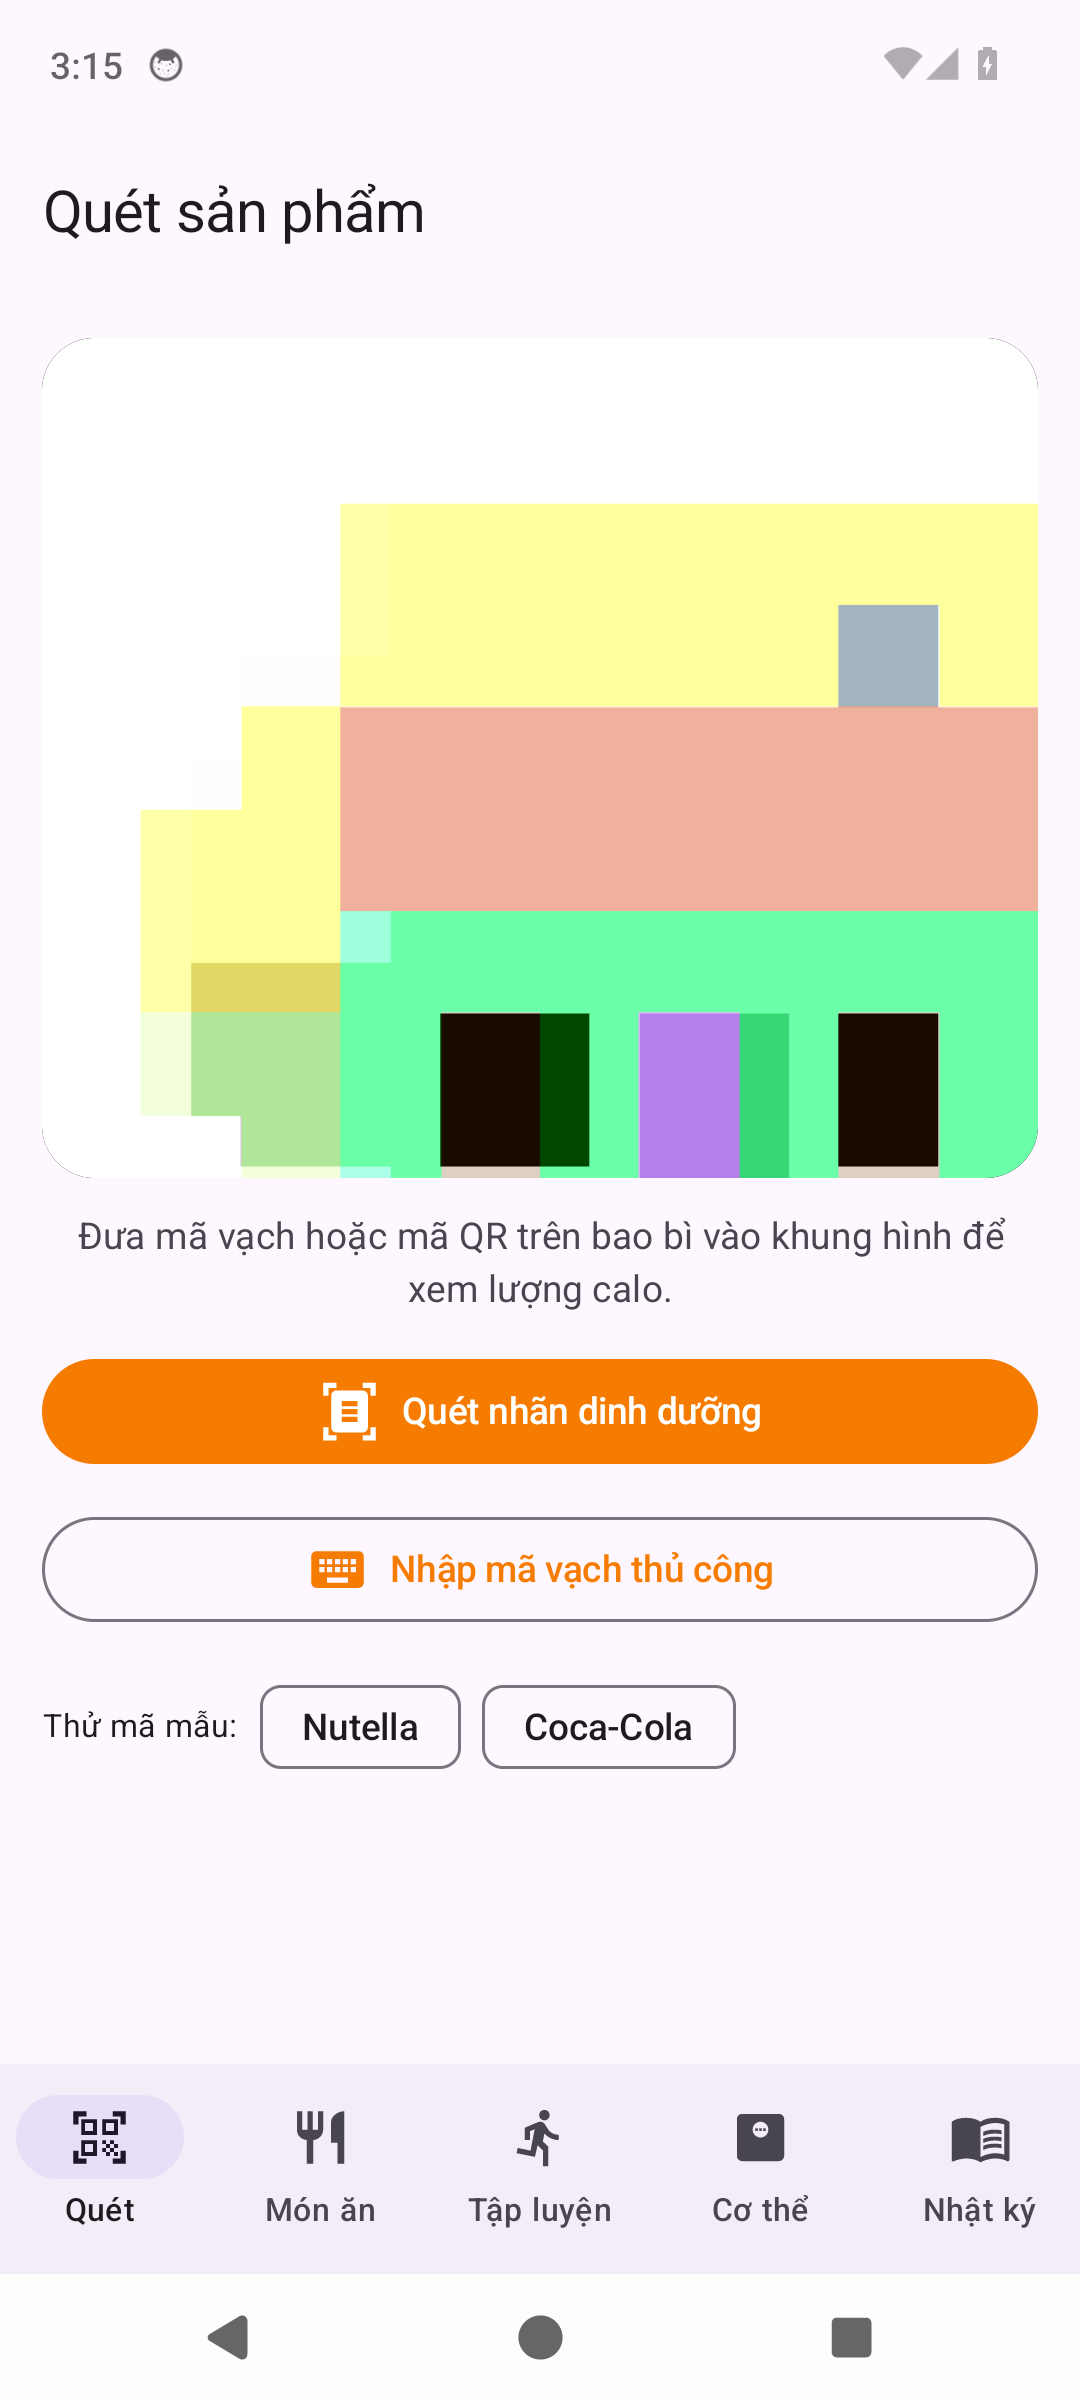 3:15
Quét sản phẩm
Đưa mã vạch hoặc mã QR trên bao bì vào khung hình để
xem lượng calo.
Quét nhãn dinh dưỡng
Nhập mã vạch thủ công
Thử mã mẫu: Nutella Coca-Cola
Quét Món ăn Tập luyện Cơ thể Nhật ký